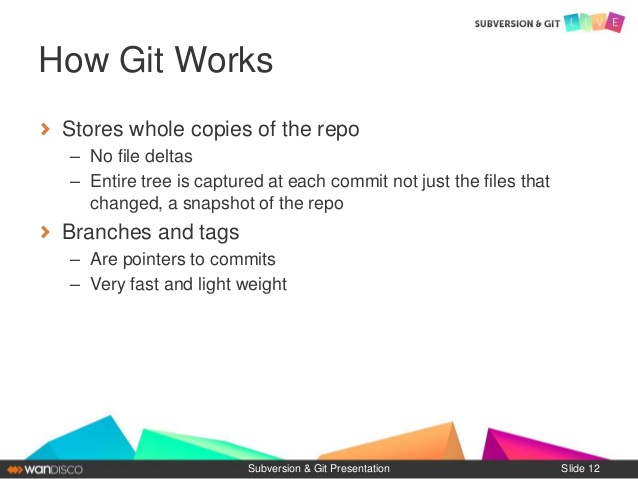 SUBVERSION & GIT LIVE
How Git Works
Stores whole copies of the repo
– No file deltas
– Entire tree is captured at each commit not just the files that
changed, a snapshot of the repo
Branches and tags
– Are pointers to commits
– Very fast and light weight
WANDISCO Subversion & Git Presentation Slide 12